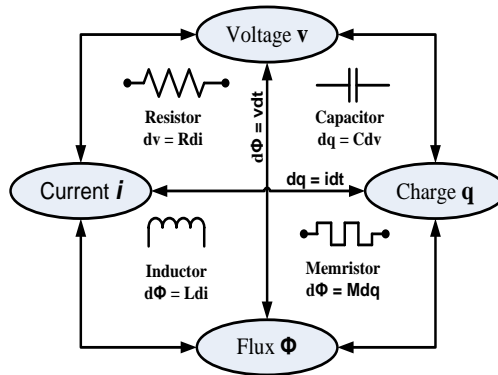 Voltage v
Resistor
dv = Rdi
Capacitor
dq = Cdv
dΦ = vdt
Current i
dq = idt
Charge q
Inductor
dΦ = Ldi
Memristor
dΦ = Mdq
Flux Φ